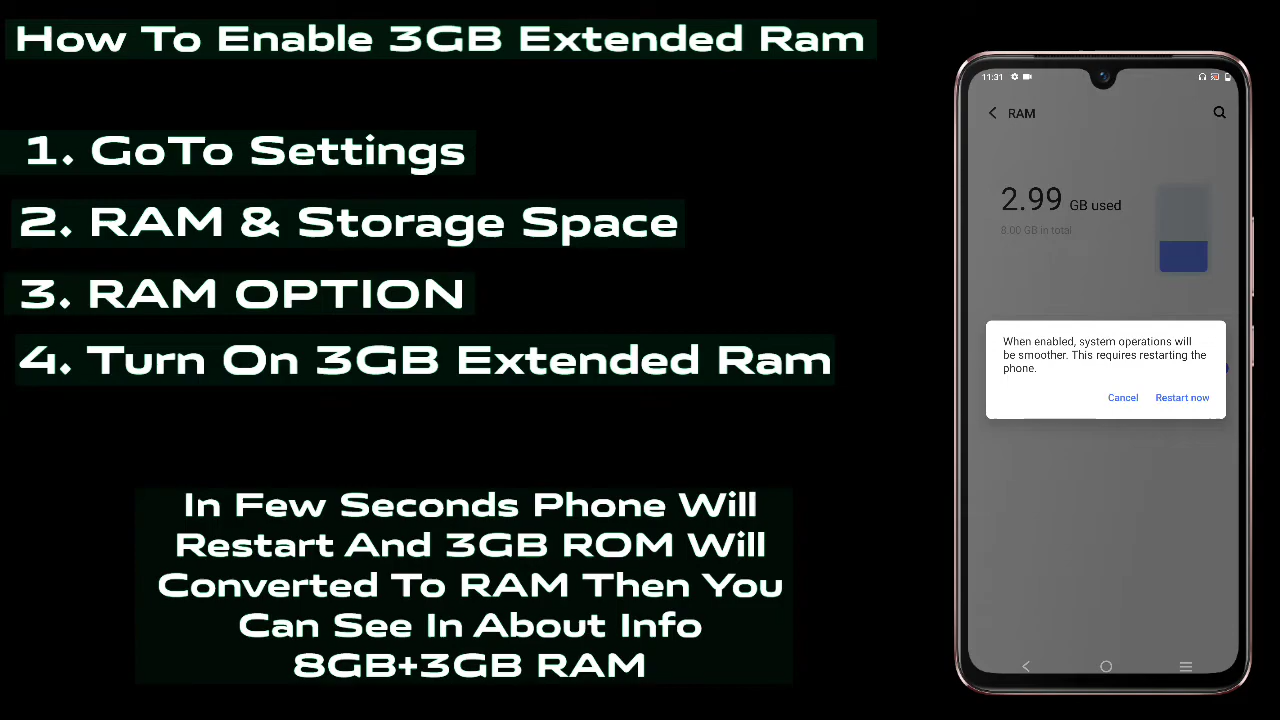 How To Enable 3GB Extended Ram
1. GoTo Settings
2. RAM & Storage Space
3. RAM OPTION
4. Turn On 3GB Extended Ram
In Few Seconds Phone Will
Restart And 3GB ROM Will
Converted To RAM Then You
Can See In About Info
8GB+3GB RAM
11:31
RAM
2.99 GB used
8.00 GB in total
When enabled, system operations will
be smoother. This requires restarting the
phone.
Cancel Restart now